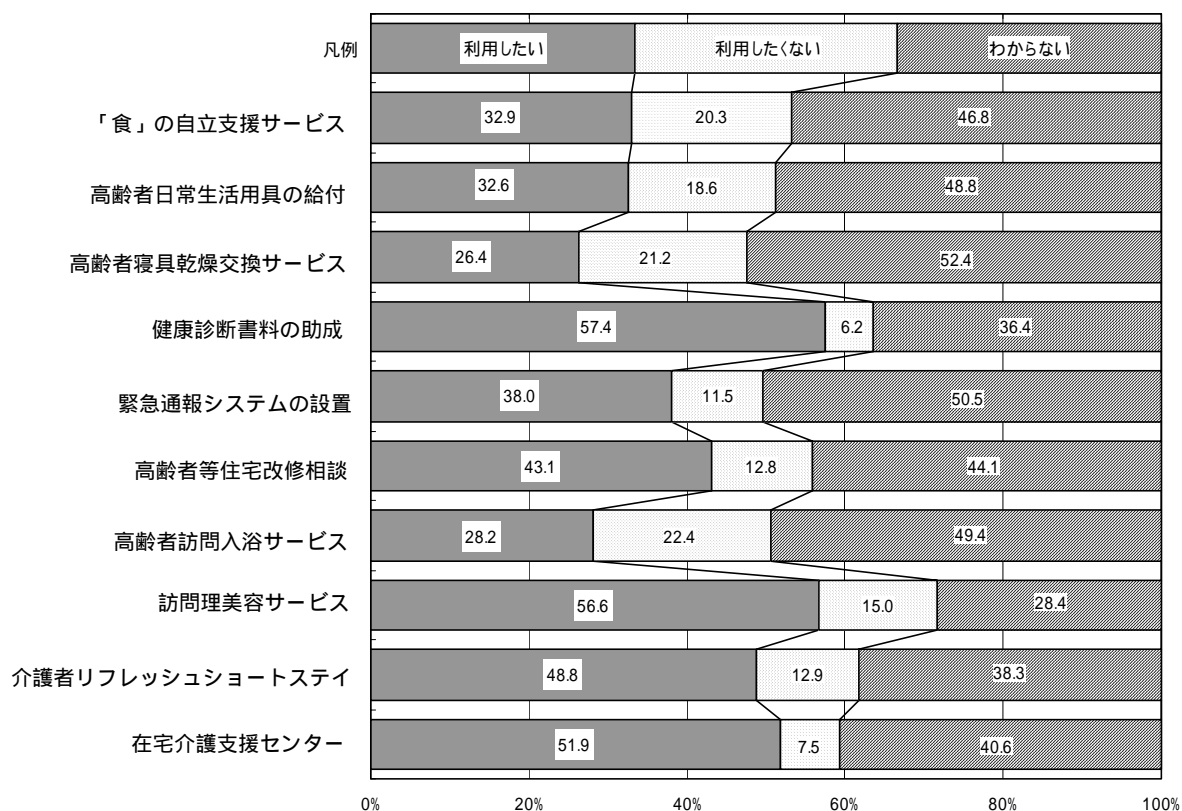 凡例 利用したい 利用したくない わからない
「食」の自立支援サービス 32.9 20.3 46.8
高齢者日常生活用具の給付 32.6 18.6 48.8
高齢者寝具乾燥交換サービス 26.4 21.2 52.4
健康診断書料の助成 57.4 6.2 36.4
緊急通報システムの設置 38.0 11.5 50.5
高齢者等住宅改修相談 43.1 12.8 44.1
高齢者訪問入浴サービス 28.2 22.4 49.4
訪問理美容サービス 56.6 15.0 28.4
介護者リフレッシュショートステイ 48.8 12.9 38.3
在宅介護支援センター 51.9 7.5 40.6
0% 20% 40% 60% 80% 100%